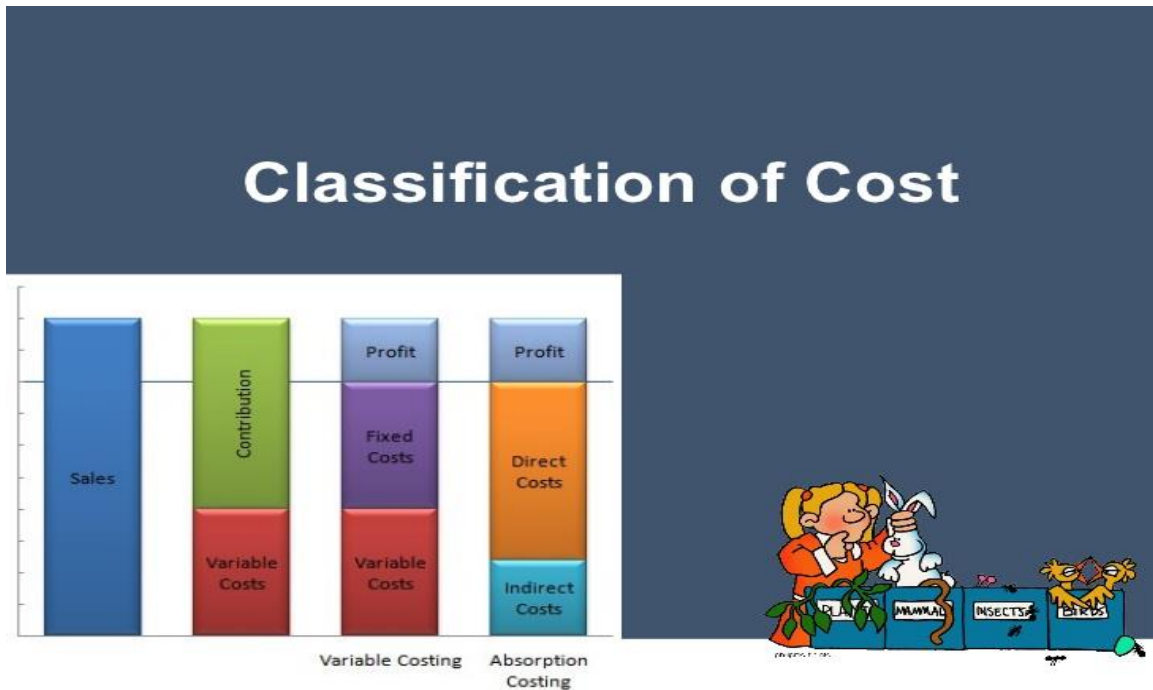 Classification of Cost
Sales
Contribution
Variable
Costs
Profit
Fixed
Costs
Variable
Costs
Profit
Direct
Costs
Indirect
Costs
Variable Costing
Absorption
Costing
MAMMAL
INSECTS
BIRDS